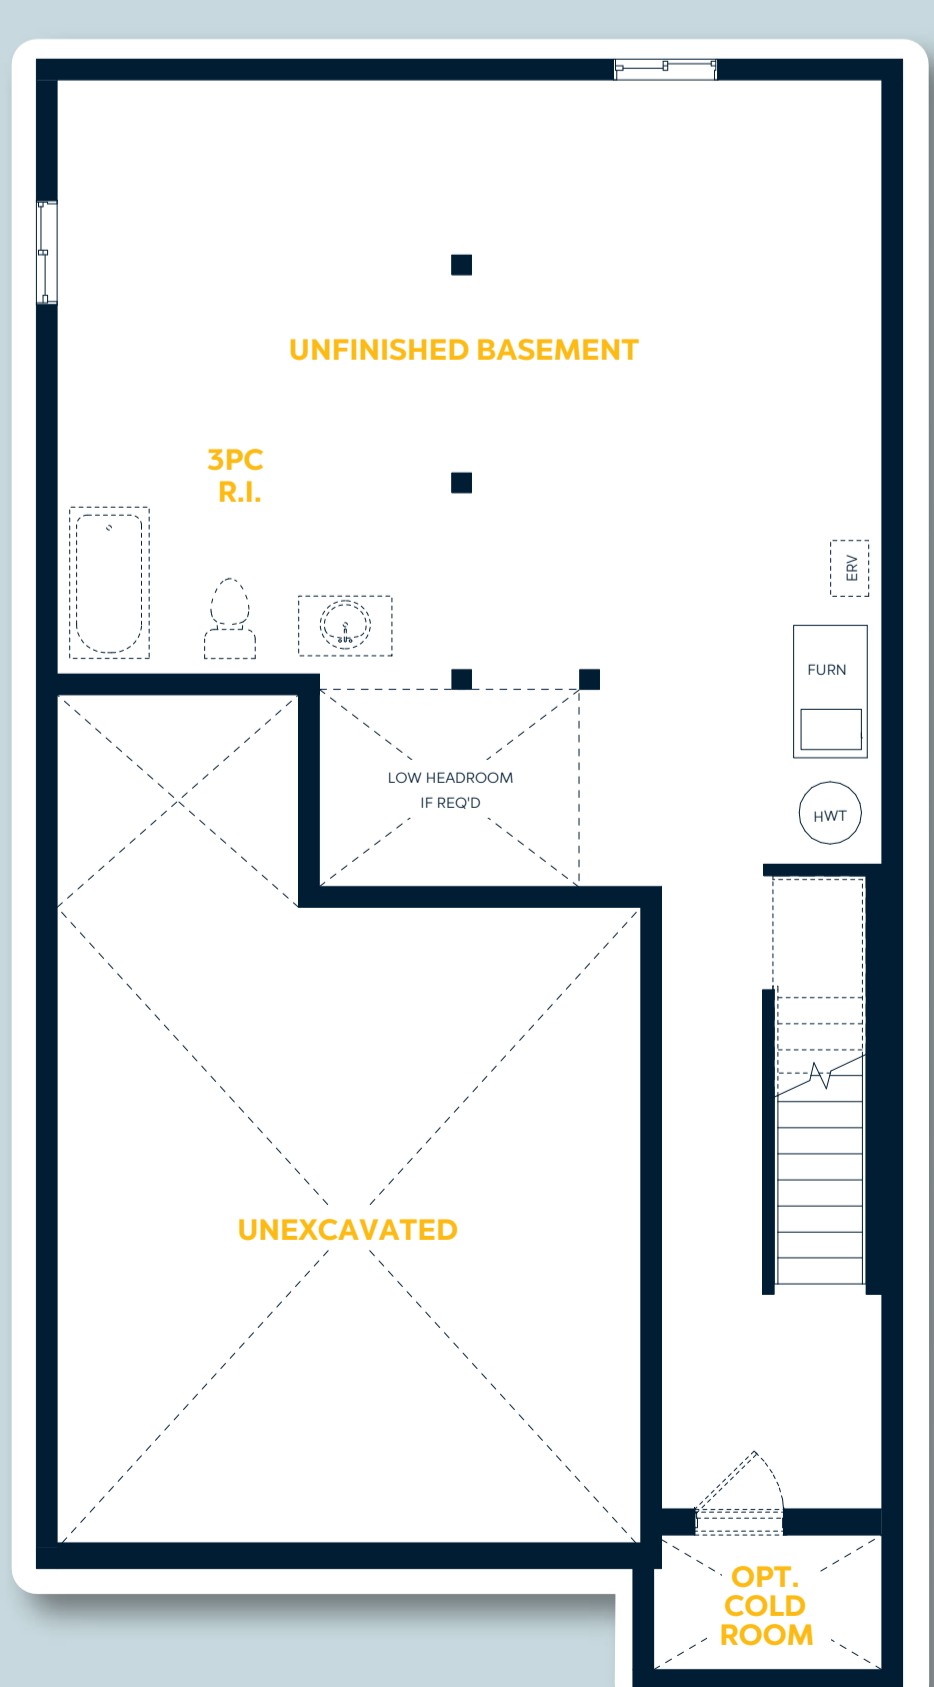 UNFINISHED BASEMENT
3PC
R.I.
ERV
FURN
LOW HEADROOM
IF REQ'D
HWT
UNEXCAVATED
OPT.
COLD
ROOM